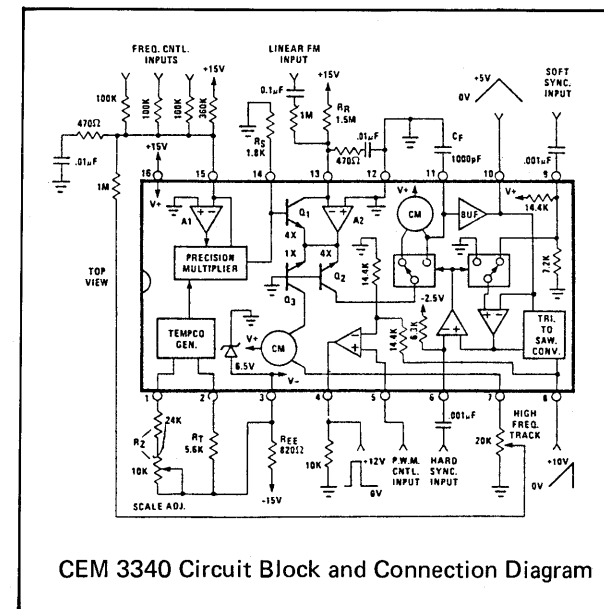 FREQ. CNTL. INPUTS
LINEAR FM INPUT
SOFT SYNC. INPUT
+15V
0.1µF
+15V
+5V
0V
100K
100K
100K
360K
1M
RR
1.5M
470Ω
.01µF
+15V
1M
RS
1.8K
470Ω
.01µF
CF
1000pF
.001µF
16
15
14
13
12
11
10
9
V+
A1
Q1
4X
A2
V+
CM
BUF
V+
14.4K
1X
4X
PRECISION MULTIPLIER
Q2
Q3
14.4K
7.2K
TOP VIEW
-2.5V
TEMPCO GEN.
V+
CM
6.5V
V-
14.4K
6.3K
TRI. TO SAW. CONV.
1
2
3
4
5
6
7
8
24K
R2
10K
RT
5.6K
REE
820Ω
-15V
10K
+12V
0V
P.W.M. CNTL. INPUT
.001µF
HARD SYNC. INPUT
HIGH FREQ. TRACK
20K
+10V
0V
SCALE ADJ.
CEM 3340 Circuit Block and Connection Diagram